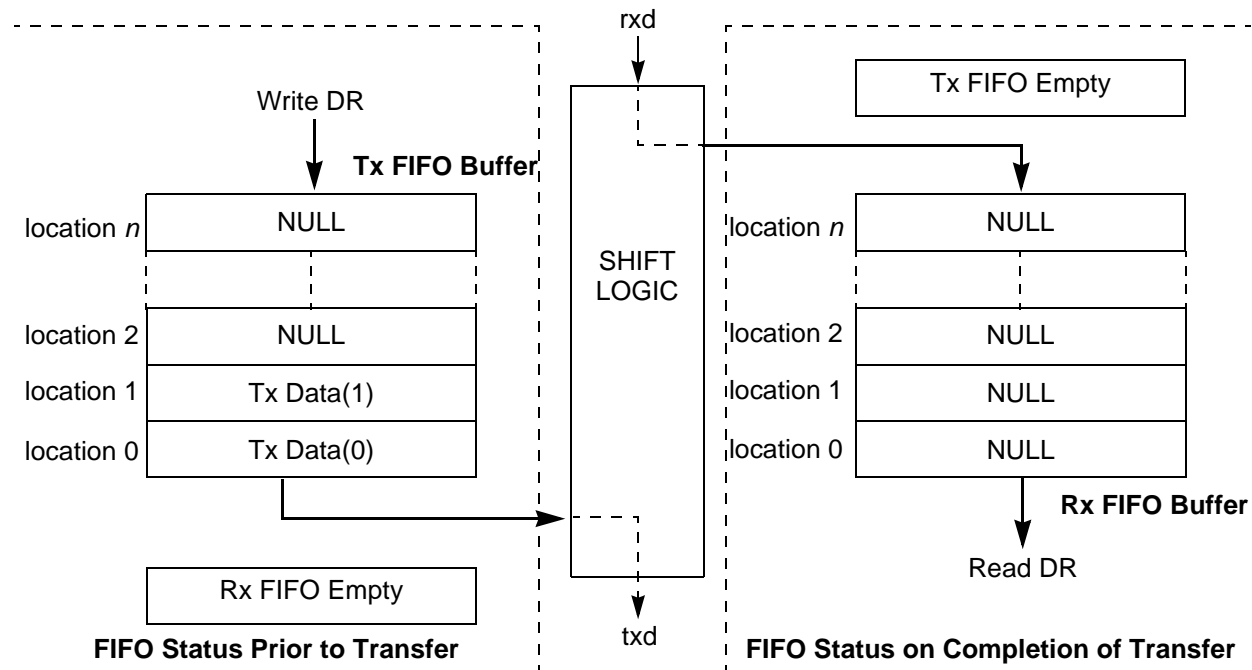 rxd
Write DR
Tx FIFO Buffer
location n
NULL
location 2
NULL
location 1
Tx Data(1)
location 0
Tx Data(0)
Rx FIFO Empty
FIFO Status Prior to Transfer
SHIFT
LOGIC
txd
Tx FIFO Empty
location n
NULL
location 2
NULL
location 1
NULL
location 0
NULL
Rx FIFO Buffer
Read DR
FIFO Status on Completion of Transfer